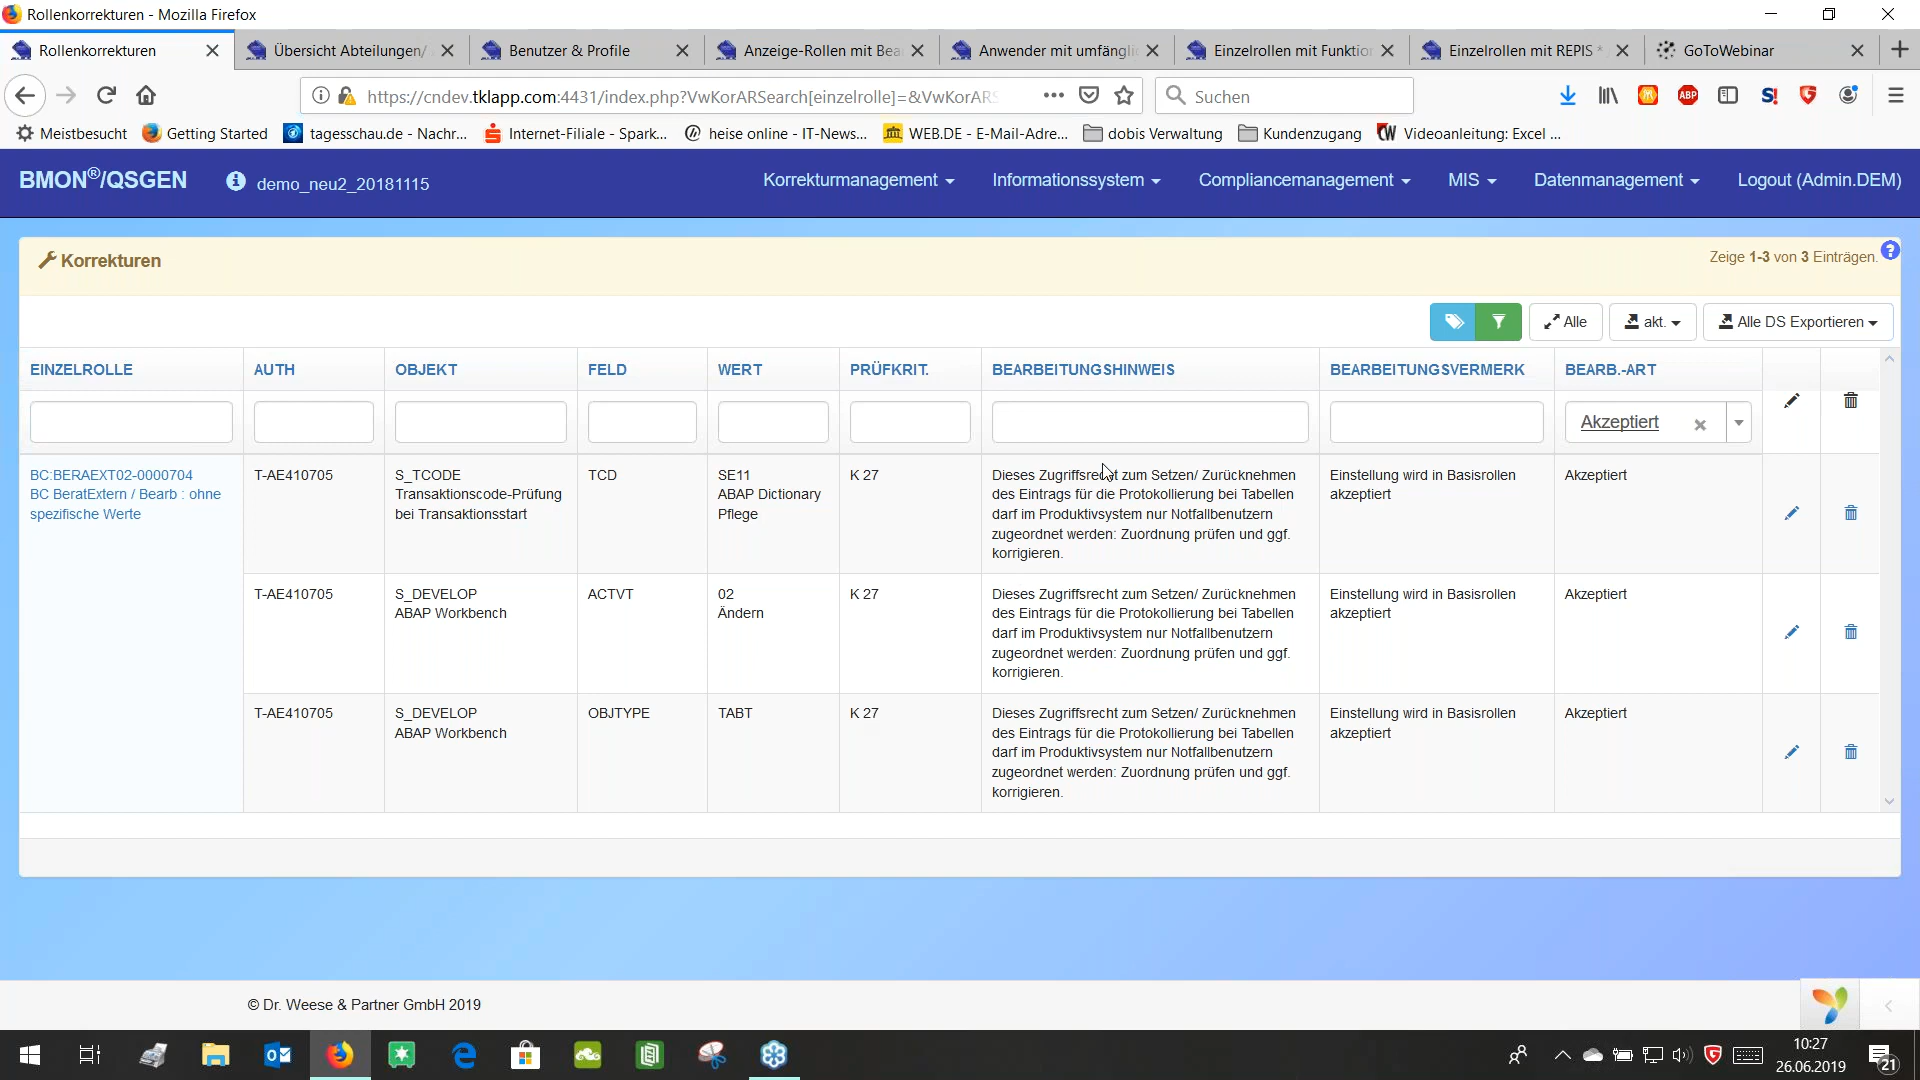 Rollenkorrekturen - Mozilla Firefox
Rollenkorrekturen
Übersicht Abteilungen/
Benutzer & Profile
Anzeige-Rollen mit Bea
Anwender mit umfängli
Einzelrollen mit Funktio
Einzelrollen mit REPIS *
GoToWebinar
https://cndev.tklapp.com:4431/index.php?VwKorARSearch[einzelrolle]=&VwKorARS
Suchen
Meistbesucht
Getting Started
tagesschau.de - Nachr...
Internet-Filiale - Spark...
heise online - IT-News...
WEB.DE - E-Mail-Adre...
dobis Verwaltung
Kundenzugang
Videoanleitung: Excel ...
BMON®/QSGEN
demo_neu2_20181115
Korrekturmanagement
Informationssystem
Compliancemanagement
MIS
Datenmanagement
Logout (Admin.DEM)
Korrekturen
Zeige 1-3 von 3 Einträgen.
?
Alle
akt.
Alle DS Exportieren
EINZELROLLE AUTH OBJEKT FELD WERT PRÜFKRIT. BEARBEITUNGSHINWEIS BEARBEITUNGSVERMERK BEARB.-ART
Akzeptiert
BC:BERAEXT02-0000704
BC BeratExtern / Bearb : ohne
spezifische Werte
T-AE410705
S_TCODE
Transaktionscode-Prüfung
bei Transaktionsstart
TCD
SE11
ABAP Dictionary
Pflege
K 27
Dieses Zugriffsrecht zum Setzen/ Zurücknehmen
des Eintrags für die Protokollierung bei Tabellen
darf im Produktivsystem nur Notfallbenutzern
zugeordnet werden: Zuordnung prüfen und ggf.
korrigieren.
Einstellung wird in Basisrollen
akzeptiert
Akzeptiert
T-AE410705
S_DEVELOP
ABAP Workbench
ACTVT
02
Ändern
K 27
Dieses Zugriffsrecht zum Setzen/ Zurücknehmen
des Eintrags für die Protokollierung bei Tabellen
darf im Produktivsystem nur Notfallbenutzern
zugeordnet werden: Zuordnung prüfen und ggf.
korrigieren.
Einstellung wird in Basisrollen
akzeptiert
Akzeptiert
T-AE410705
S_DEVELOP
ABAP Workbench
OBJTYPE
TABT
K 27
Dieses Zugriffsrecht zum Setzen/ Zurücknehmen
des Eintrags für die Protokollierung bei Tabellen
darf im Produktivsystem nur Notfallbenutzern
zugeordnet werden: Zuordnung prüfen und ggf.
korrigieren.
Einstellung wird in Basisrollen
akzeptiert
Akzeptiert
© Dr. Weese & Partner GmbH 2019
10:27
26.06.2019
21